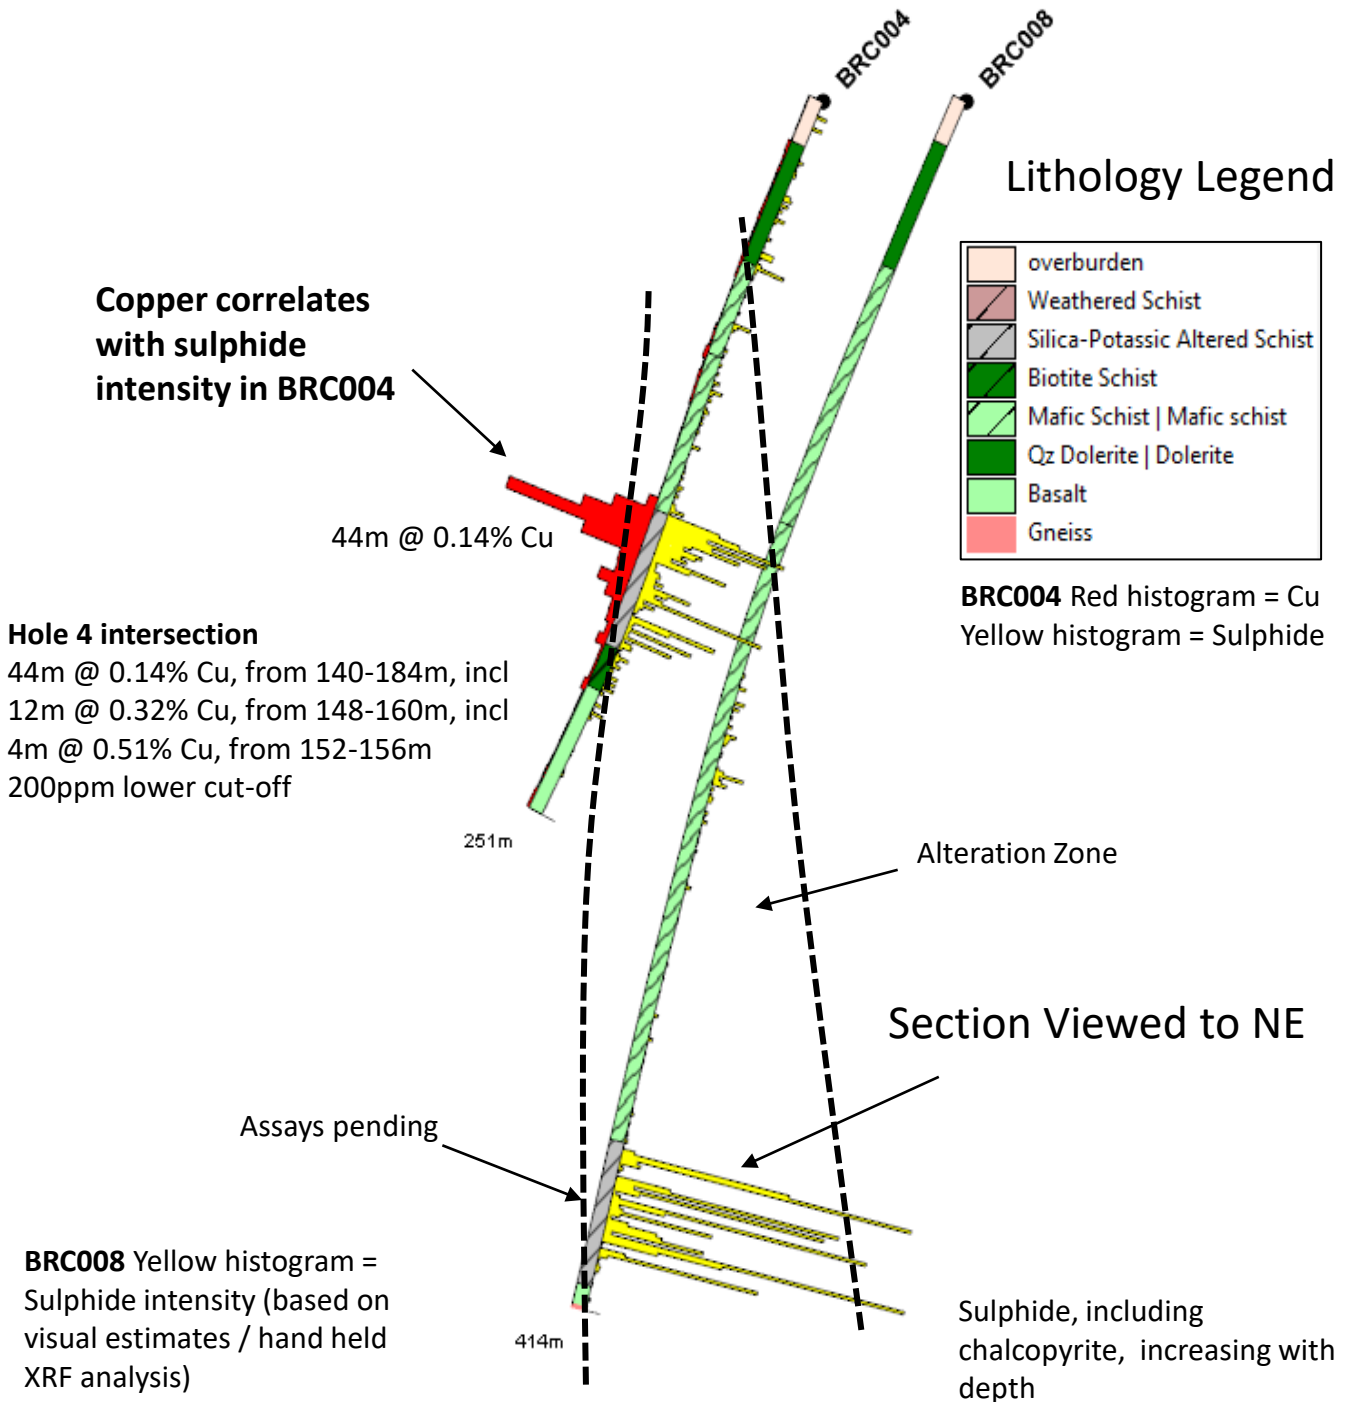 BRC004
BRC008
Lithology Legend
overburden
Weathered Schist
Silica-Potassic Altered Schist
Biotite Schist
Mafic Schist | Mafic schist
Qz Dolerite | Dolerite
Basalt
Gneiss
BRC004 Red histogram = Cu
Yellow histogram = Sulphide
Copper correlates
with sulphide
intensity in BRC004
44m @ 0.14% Cu
Hole 4 intersection
44m @ 0.14% Cu, from 140-184m, incl
12m @ 0.32% Cu, from 148-160m, incl
4m @ 0.51% Cu, from 152-156m
200ppm lower cut-off
251m
Alteration Zone
Section Viewed to NE
Assays pending
BRC008 Yellow histogram =
Sulphide intensity (based on
visual estimates / hand held
XRF analysis)
414m
Sulphide, including
chalcopyrite, increasing with
depth